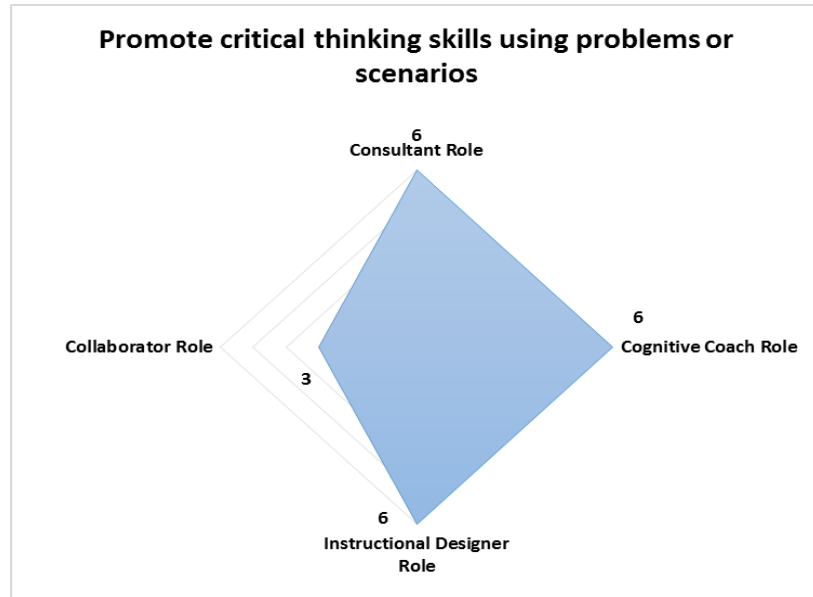 Promote critical thinking skills using problems or
scenarios
6
Consultant Role
6
Collaborator Role
Cognitive Coach Role
3
6
Instructional Designer
Role